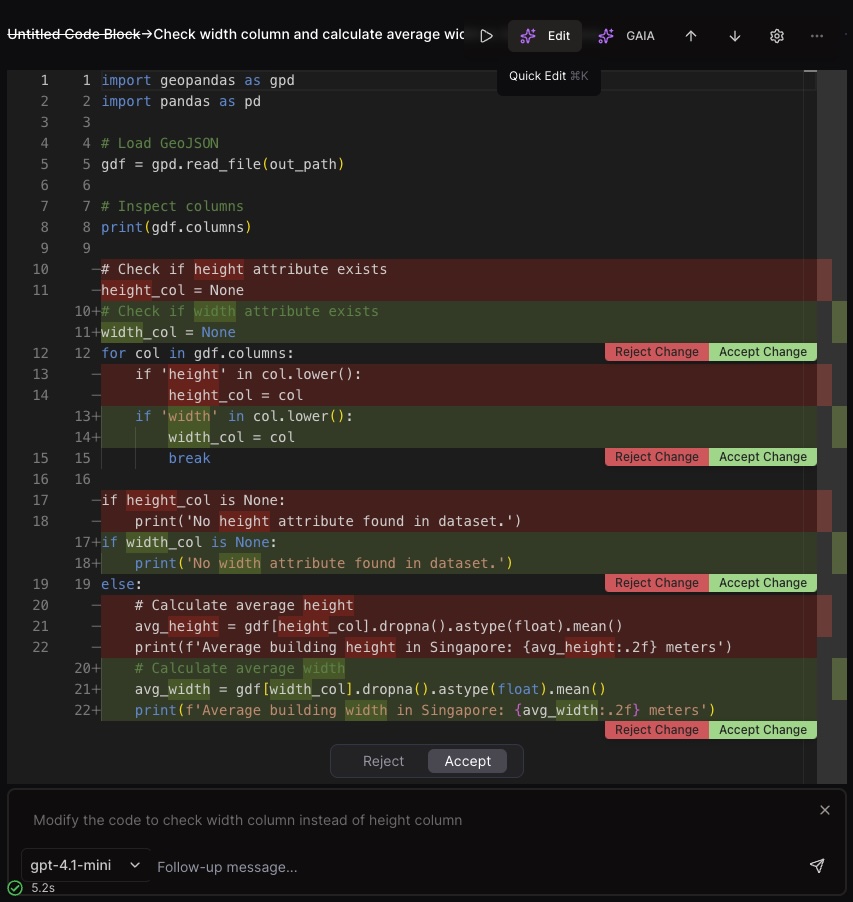 Untitled Code Block→Check width column and calculate average wid
Edit
GAIA
Quick Edit ⌘K
1 1 import geopandas as gpd
2 2 import pandas as pd
3 3
4 4 # Load GeoJSON
5 5 gdf = gpd.read_file(out_path)
6 6
7 7 # Inspect columns
8 8 print(gdf.columns)
9 9
10 —# Check if height attribute exists
11 —height_col = None
10+# Check if width attribute exists
11+width_col = None
12 12 for col in gdf.columns:
Reject Change Accept Change
13 — if 'height' in col.lower():
14 — height_col = col
13+ if 'width' in col.lower():
14+ width_col = col
15 15 break
Reject Change Accept Change
16 16
17 —if height_col is None:
18 — print('No height attribute found in dataset.')
17+if width_col is None:
18+ print('No width attribute found in dataset.')
19 19 else:
Reject Change Accept Change
20 — # Calculate average height
21 — avg_height = gdf[height_col].dropna().astype(float).mean()
22 — print(f'Average building height in Singapore: {avg_height:.2f} meters')
20+ # Calculate average width
21+ avg_width = gdf[width_col].dropna().astype(float).mean()
22+ print(f'Average building width in Singapore: {avg_width:.2f} meters')
Reject Change Accept Change
Reject Accept
Modify the code to check width column instead of height column
gpt-4.1-mini
Follow-up message...
5.2s